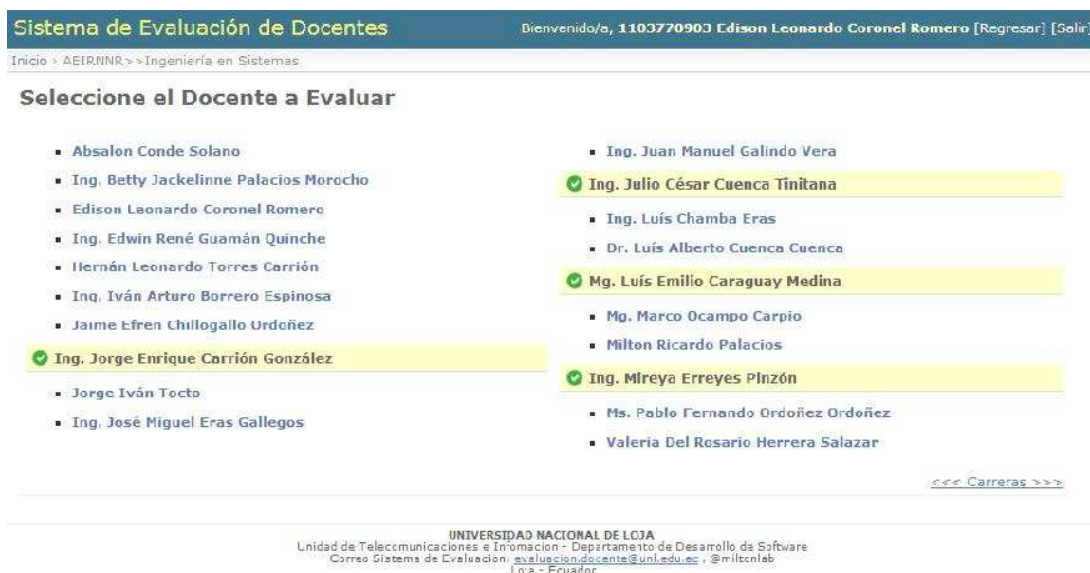 Sistema de Evaluación de Docentes
Bienvenido/a, 1103770903 Edison Leonardo Coronel Romero [Regresar] [Salir]
Inicio > AEIRNNR>>Ingeniería en Sistemas
Seleccione el Docente a Evaluar
Absalon Conde Solano
Ing. Betty Jackelinne Palacios Morocho
Edison Leonardo Coronel Romero
Ing. Edwin René Guamán Quinche
Hernán Leonardo Torres Carrión
Ing. Iván Arturo Borrero Espinosa
Jaime Efren Chillogallo Ordoñez
Ing. Jorge Enrique Carrión González
Jorge Iván Tocto
Ing. José Miguel Eras Gallegos
Ing. Juan Manuel Galindo Vera
Ing. Julio César Cuenca Tinitana
Ing. Luís Chamba Eras
Dr. Luís Alberto Cuenca Cuenca
Mg. Luís Emilio Caraguay Medina
Mg. Marco Ocampo Carpio
Milton Ricardo Palacios
Ing. Mireya Erreyes Pinzón
Ms. Pablo Fernando Ordoñez Ordoñez
Valeria Del Rosario Herrera Salazar
<<< Carreras >>>
UNIVERSIDAD NACIONAL DE LOJA
Unidad de Telecomunicaciones e Infomacion - Departamento de Desarrollo de Software
Correo Sistema de Evaluacion: evaluacion.docente@unl.edu.ec , @miltonlab
Loja - Ecuador